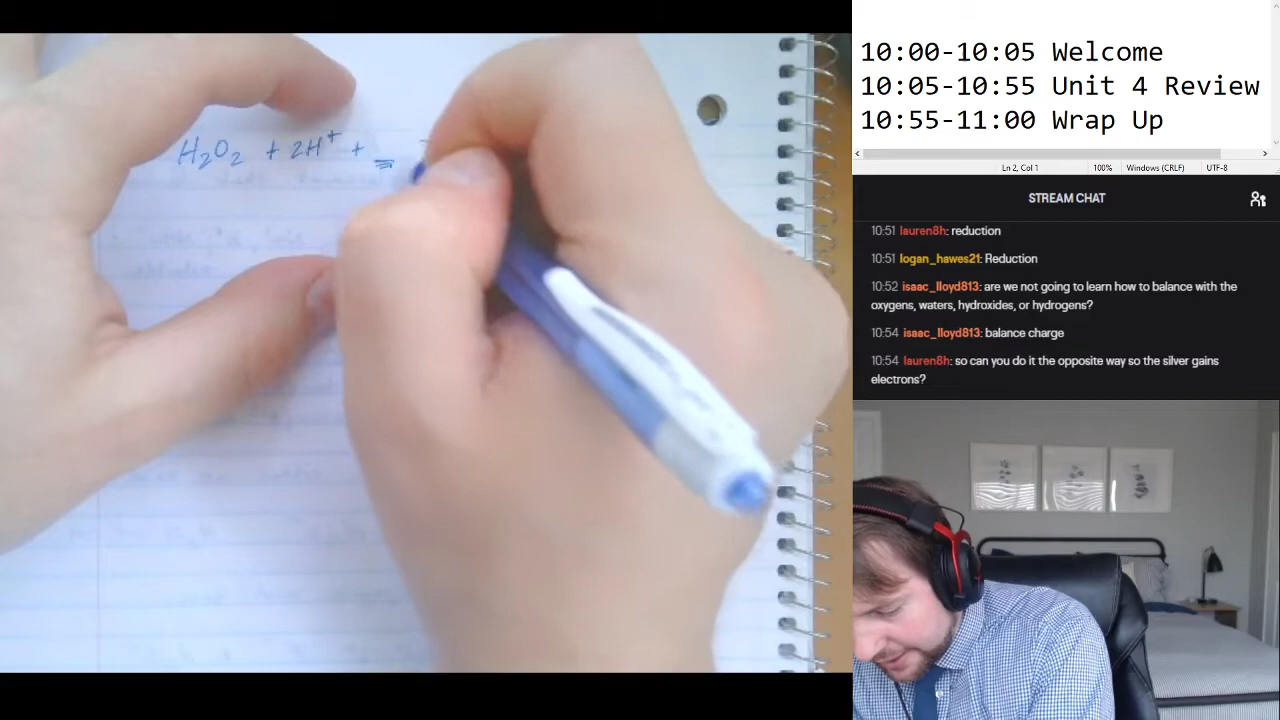 H₂O₂ + 2H⁺ +
10:00-10:05 Welcome
10:05-10:55 Unit 4 Review
10:55-11:00 Wrap Up
Ln 2, Col 1 100% Windows (CRLF) UTF-8
STREAM CHAT
10:51 lauren8h: reduction
10:51 logan_hawes21: Reduction
10:52 isaac_lloyd813: are we not going to learn how to balance with the
oxygens, waters, hydroxides, or hydrogens?
10:54 isaac_lloyd813: balance charge
10:54 lauren8h: so can you do it the opposite way so the silver gains
electrons?